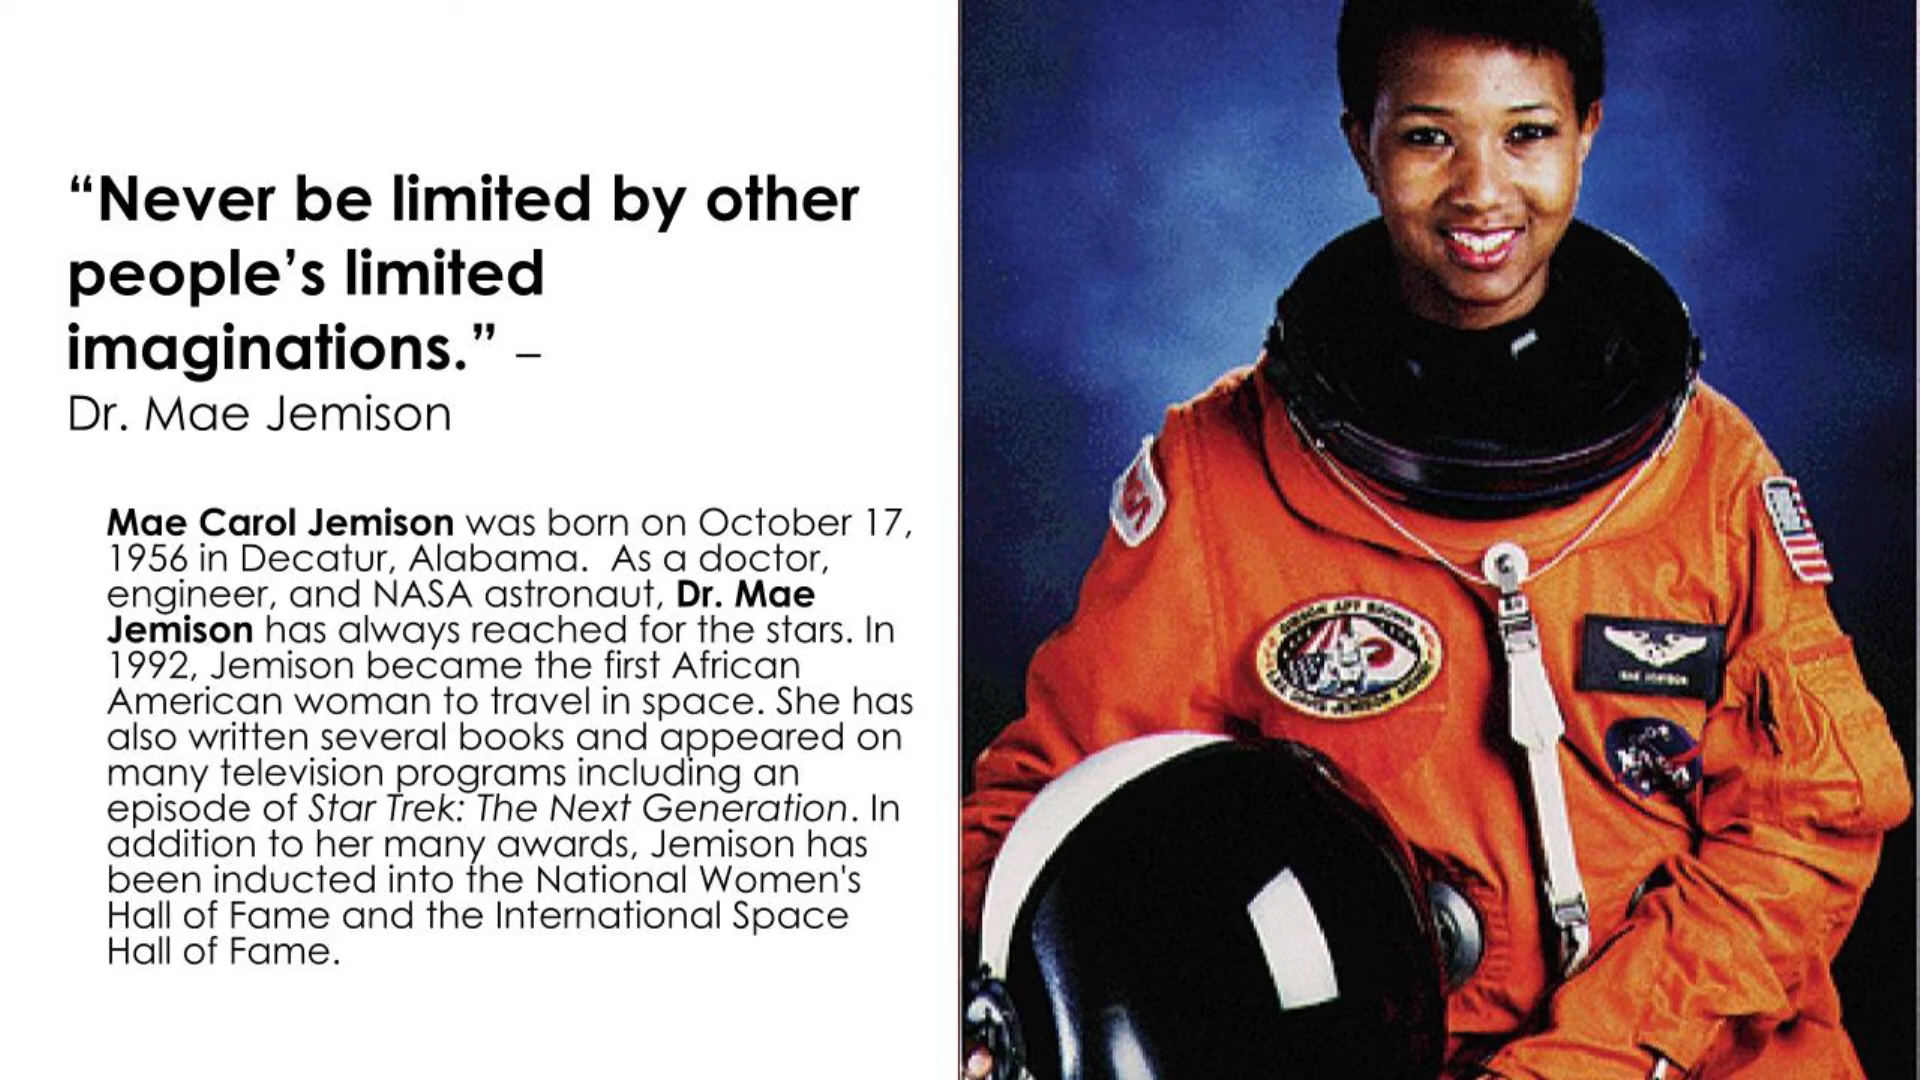 “Never be limited by other
people’s limited
imaginations.” –
Dr. Mae Jemison
Mae Carol Jemison was born on October 17,
1956 in Decatur, Alabama.  As a doctor,
engineer, and NASA astronaut, Dr. Mae
Jemison has always reached for the stars. In
1992, Jemison became the first African
American woman to travel in space. She has
also written several books and appeared on
many television programs including an
episode of Star Trek: The Next Generation. In
addition to her many awards, Jemison has
been inducted into the National Women's
Hall of Fame and the International Space
Hall of Fame.